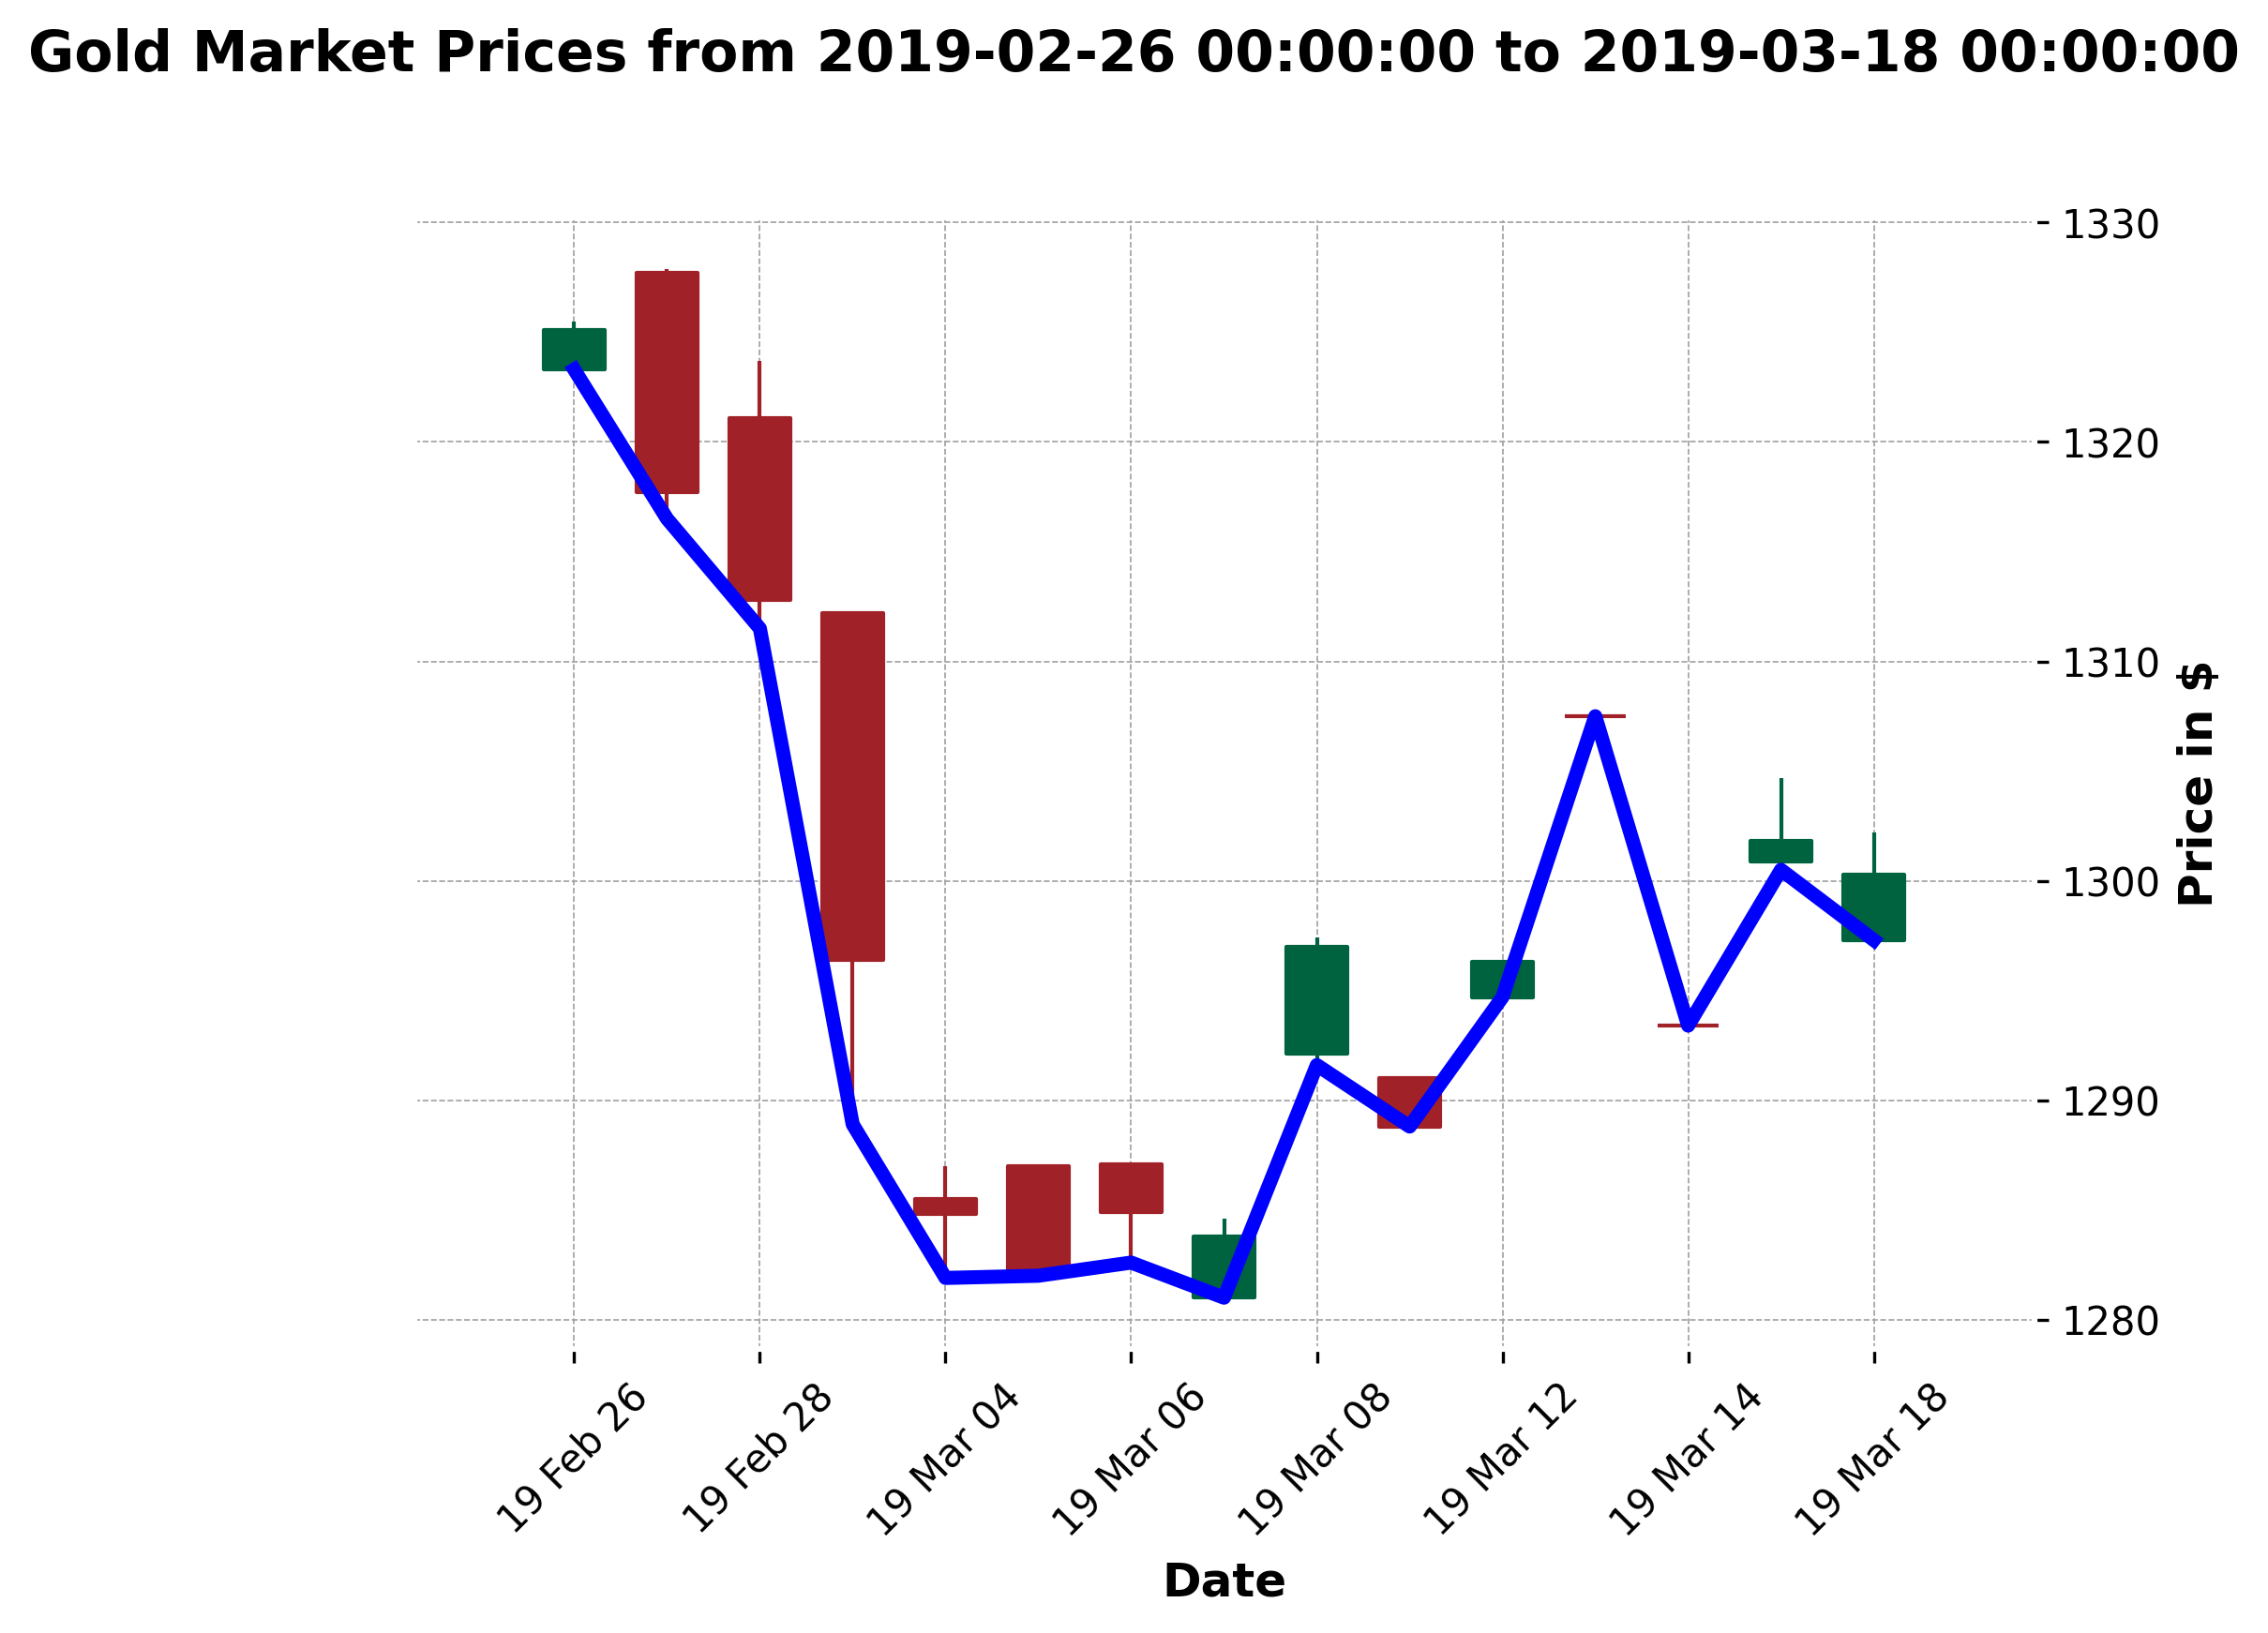 Gold Market Prices from 2019-02-26 00:00:00 to 2019-03-18 00:00:00
1330
1320
1310
1300
1290
1280
Price in $
19 Feb 26
19 Feb 28
19 Mar 04
19 Mar 06
19 Mar 08
19 Mar 12
19 Mar 14
19 Mar 18
Date